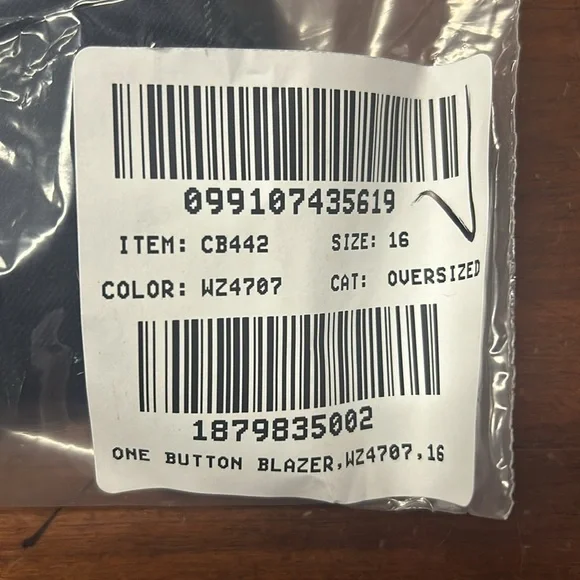 099107435619
ITEM: CB442 SIZE: 16
COLOR: WZ4707 CAT: OVERSIZED
1879835002
ONE BUTTON BLAZER,WZ4707,16